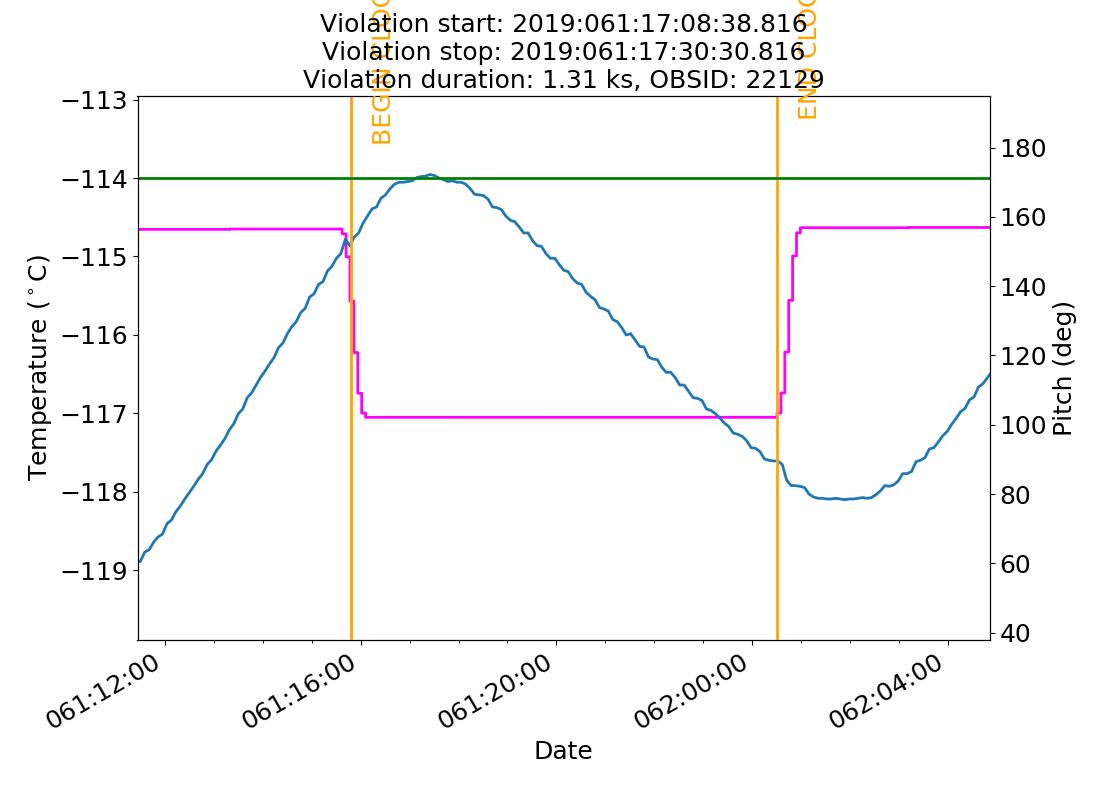 Violation start: 2019:061:17:08:38.816
Violation stop: 2019:061:17:30:30.816
Violation duration: 1.31 ks, OBSID: 22129
BEGIN
END
−113
−114
−115
−116
−117
−118
−119
Temperature (°C)
180
160
140
120
100
80
60
40
Pitch (deg)
061:12:00
061:16:00
061:20:00
062:00:00
062:04:00
Date